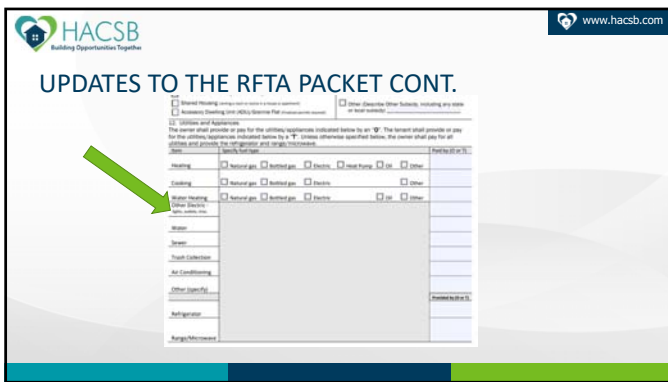 HACSB
Building Opportunities Together
www.hacsb.com
UPDATES TO THE RFTA PACKET CONT.
Shared Housing
Other (Describe Other Subsidy, including any state
or local subsidy)
Accessory Dwelling Unit (ADU)/Grannie Flat
12. Utilities and Appliances
The owner shall provide or pay for the utilities/appliances indicated below by an "O". The tenant shall provide or pay
for the utilities/appliances indicated below by a "T". Unless otherwise specified below, the owner shall pay for all
utilities and provide the refrigerator and range/microwave.
Item Specify fuel type Paid by (O or T)
Heating Natural gas Bottled gas Electric Heat Pump Oil Other
Cooking Natural gas Bottled gas Electric Other
Water Heating Natural gas Bottled gas Electric Oil Other
Other Electric -
Water
Sewer
Trash Collection
Air Conditioning
Other (specify)
Provided by (O or T)
Refrigerator
Range/Microwave